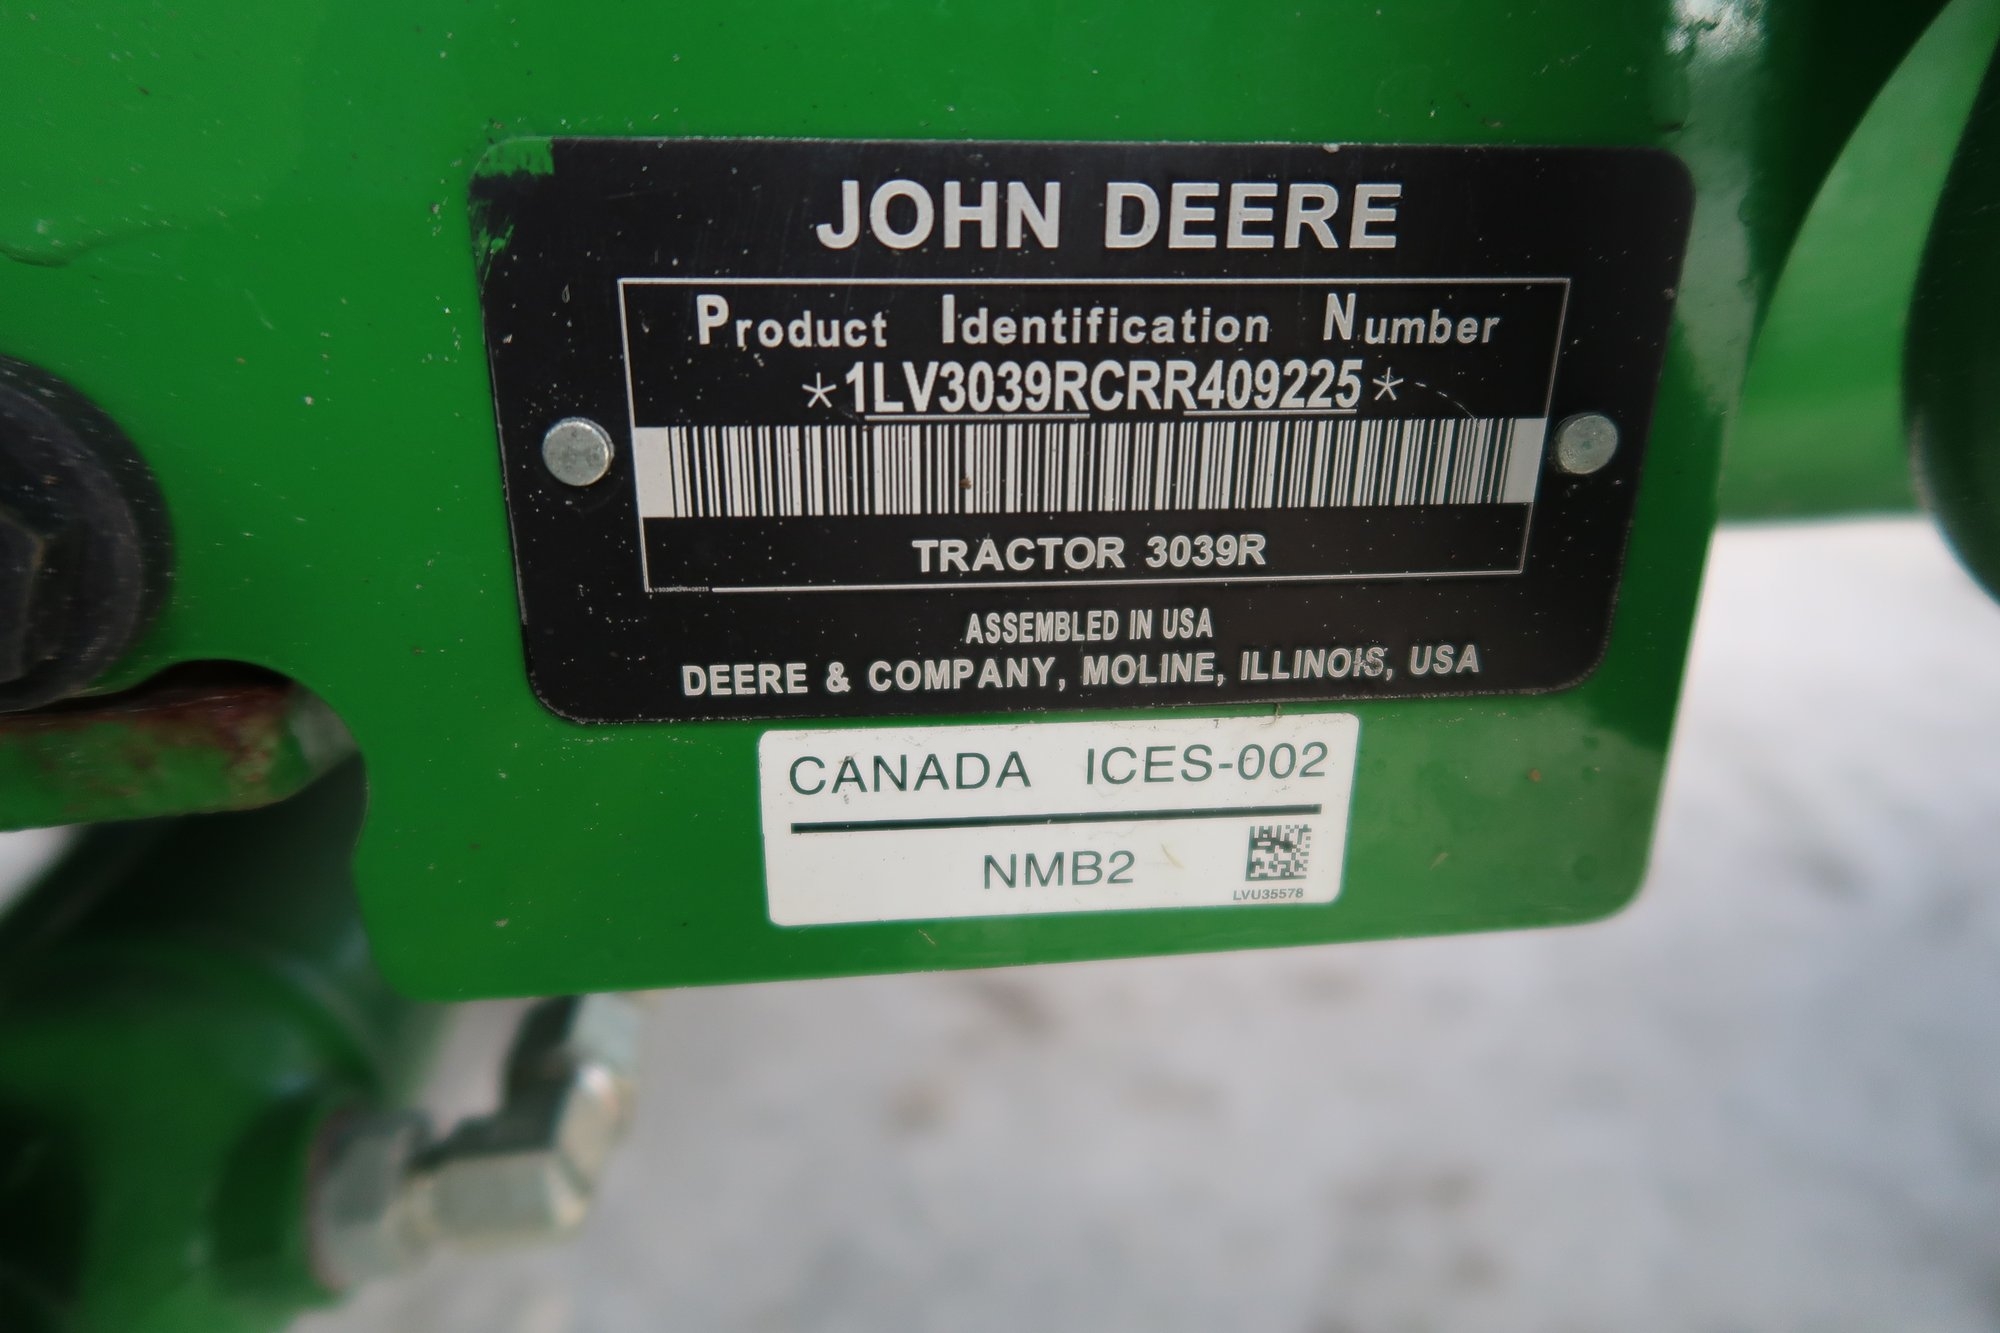 JOHN DEERE
Product Identification Number
*1LV3039RCRR409225*
TRACTOR 3039R
ASSEMBLED IN USA
DEERE & COMPANY, MOLINE, ILLINOIS, USA
CANADA ICES-002
NMB2
LVU35578